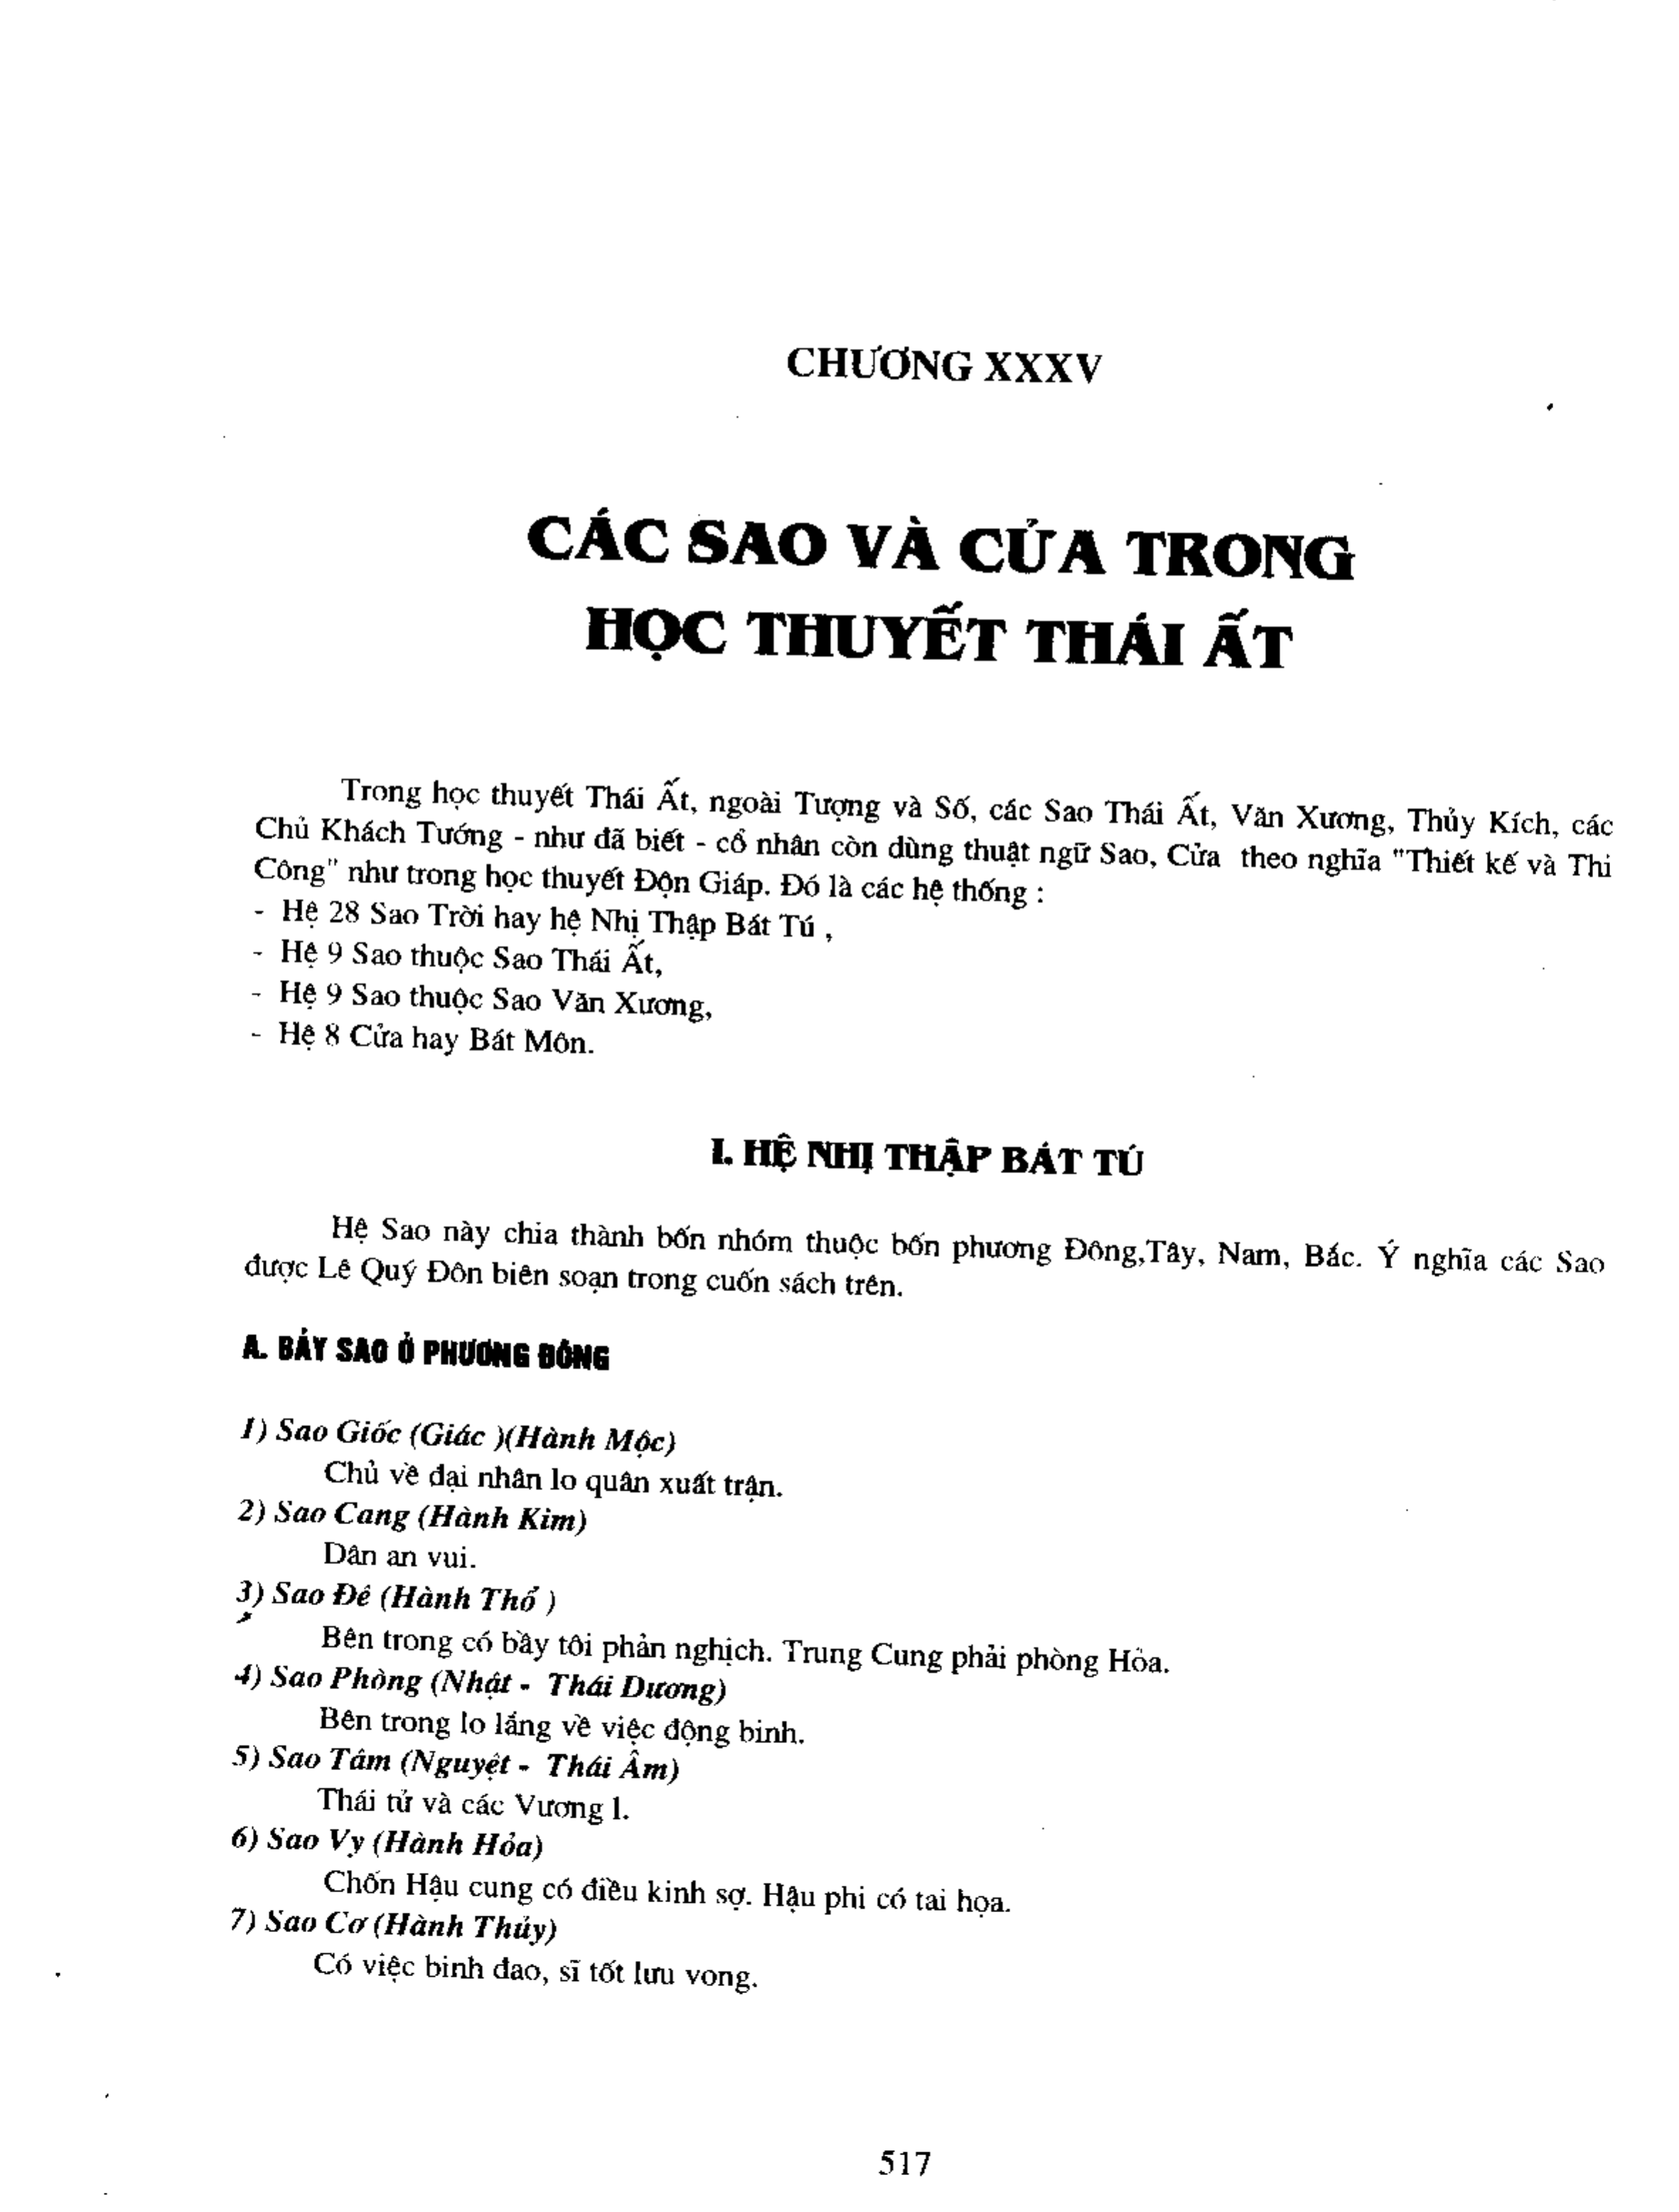 CHƯƠNG XXXV
CÁC SAO VÀ CỬA TRONG
HỌC THUYẾT THÁI ẤT
Trong học thuyết Thái Ất, ngoài Tượng và Số, các Sao Thái Ất, Văn Xương, Thủy Kích, các
Chủ Khách Tướng - như đã biết - cổ nhân còn dùng thuật ngữ Sao, Cửa theo nghĩa "Thiết kế và Thi
Công" như trong học thuyết Độn Giáp. Đó là các hệ thống :
- Hệ 28 Sao Trời hay hệ Nhị Thập Bát Tú ,
- Hệ 9 Sao thuộc Sao Thái Ất,
- Hệ 9 Sao thuộc Sao Văn Xương,
- Hệ 8 Cửa hay Bát Môn.
I. HỆ NHỊ THẬP BÁT TÚ
Hệ Sao này chia thành bốn nhóm thuộc bốn phương Đông,Tây, Nam, Bắc. Ý nghĩa các Sao
được Lê Quý Đôn biên soạn trong cuốn sách trên.
A. BẢY SAO Ở PHƯƠNG ĐÔNG
1) Sao Giốc (Giác )(Hành Mộc)
Chủ về đại nhân lo quân xuất trận.
2) Sao Cang (Hành Kim)
Dân an vui.
3) Sao Đê (Hành Thổ )
Bên trong có bầy tôi phản nghịch. Trung Cung phải phòng Hỏa.
4) Sao Phòng (Nhật - Thái Dương)
Bên trong lo lắng về việc động binh.
5) Sao Tâm (Nguyệt - Thái Âm)
Thái tử và các Vương l.
6) Sao Vy (Hành Hỏa)
Chốn Hậu cung có điều kinh sợ. Hậu phi có tai họa.
7) Sao Cơ (Hành Thủy)
Có việc binh đao, sĩ tốt lưu vong.
517